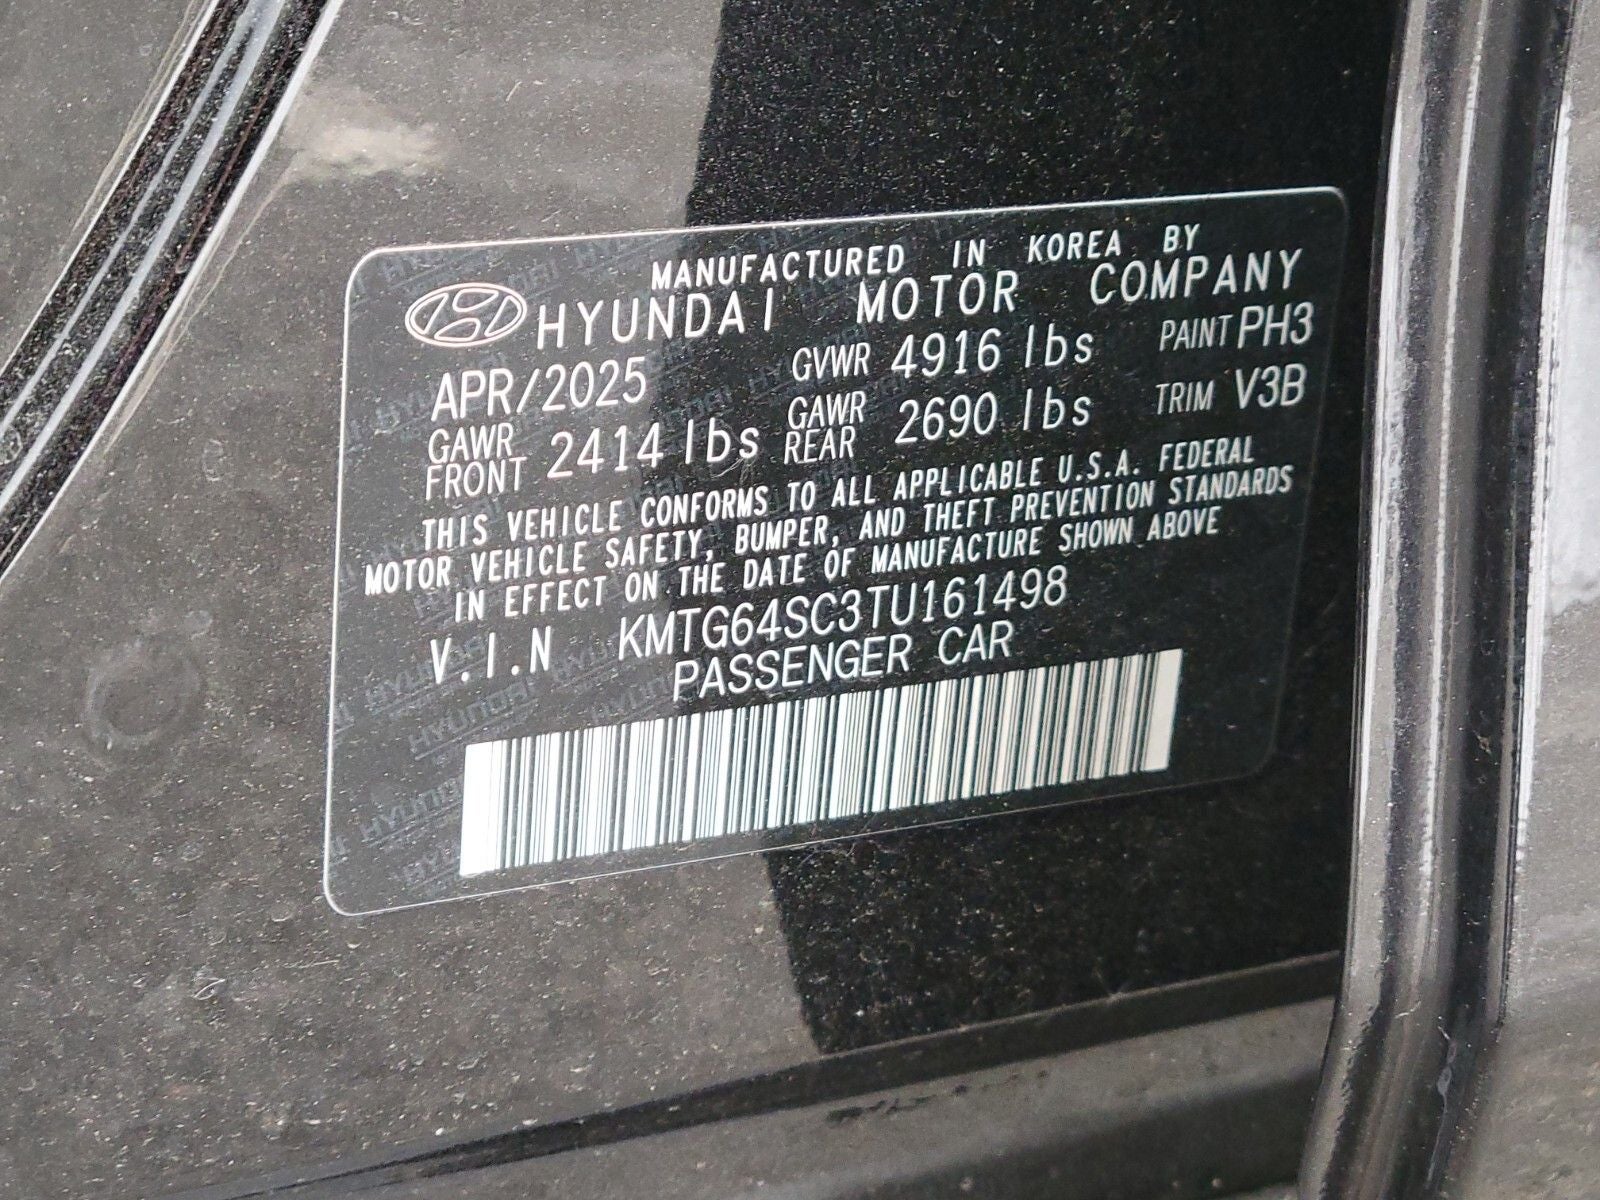 MANUFACTURED IN KOREA BY
HYUNDAI MOTOR COMPANY
APR/2025 GVWR 4916 lbs PAINT PH3
GAWR FRONT 2414 lbs GAWR REAR 2690 lbs TRIM V3B
THIS VEHICLE CONFORMS TO ALL APPLICABLE U.S.A. FEDERAL
MOTOR VEHICLE SAFETY, BUMPER, AND THEFT PREVENTION STANDARDS
IN EFFECT ON THE DATE OF MANUFACTURE SHOWN ABOVE
V.I.N KMTG64SC3TU161498
PASSENGER CAR